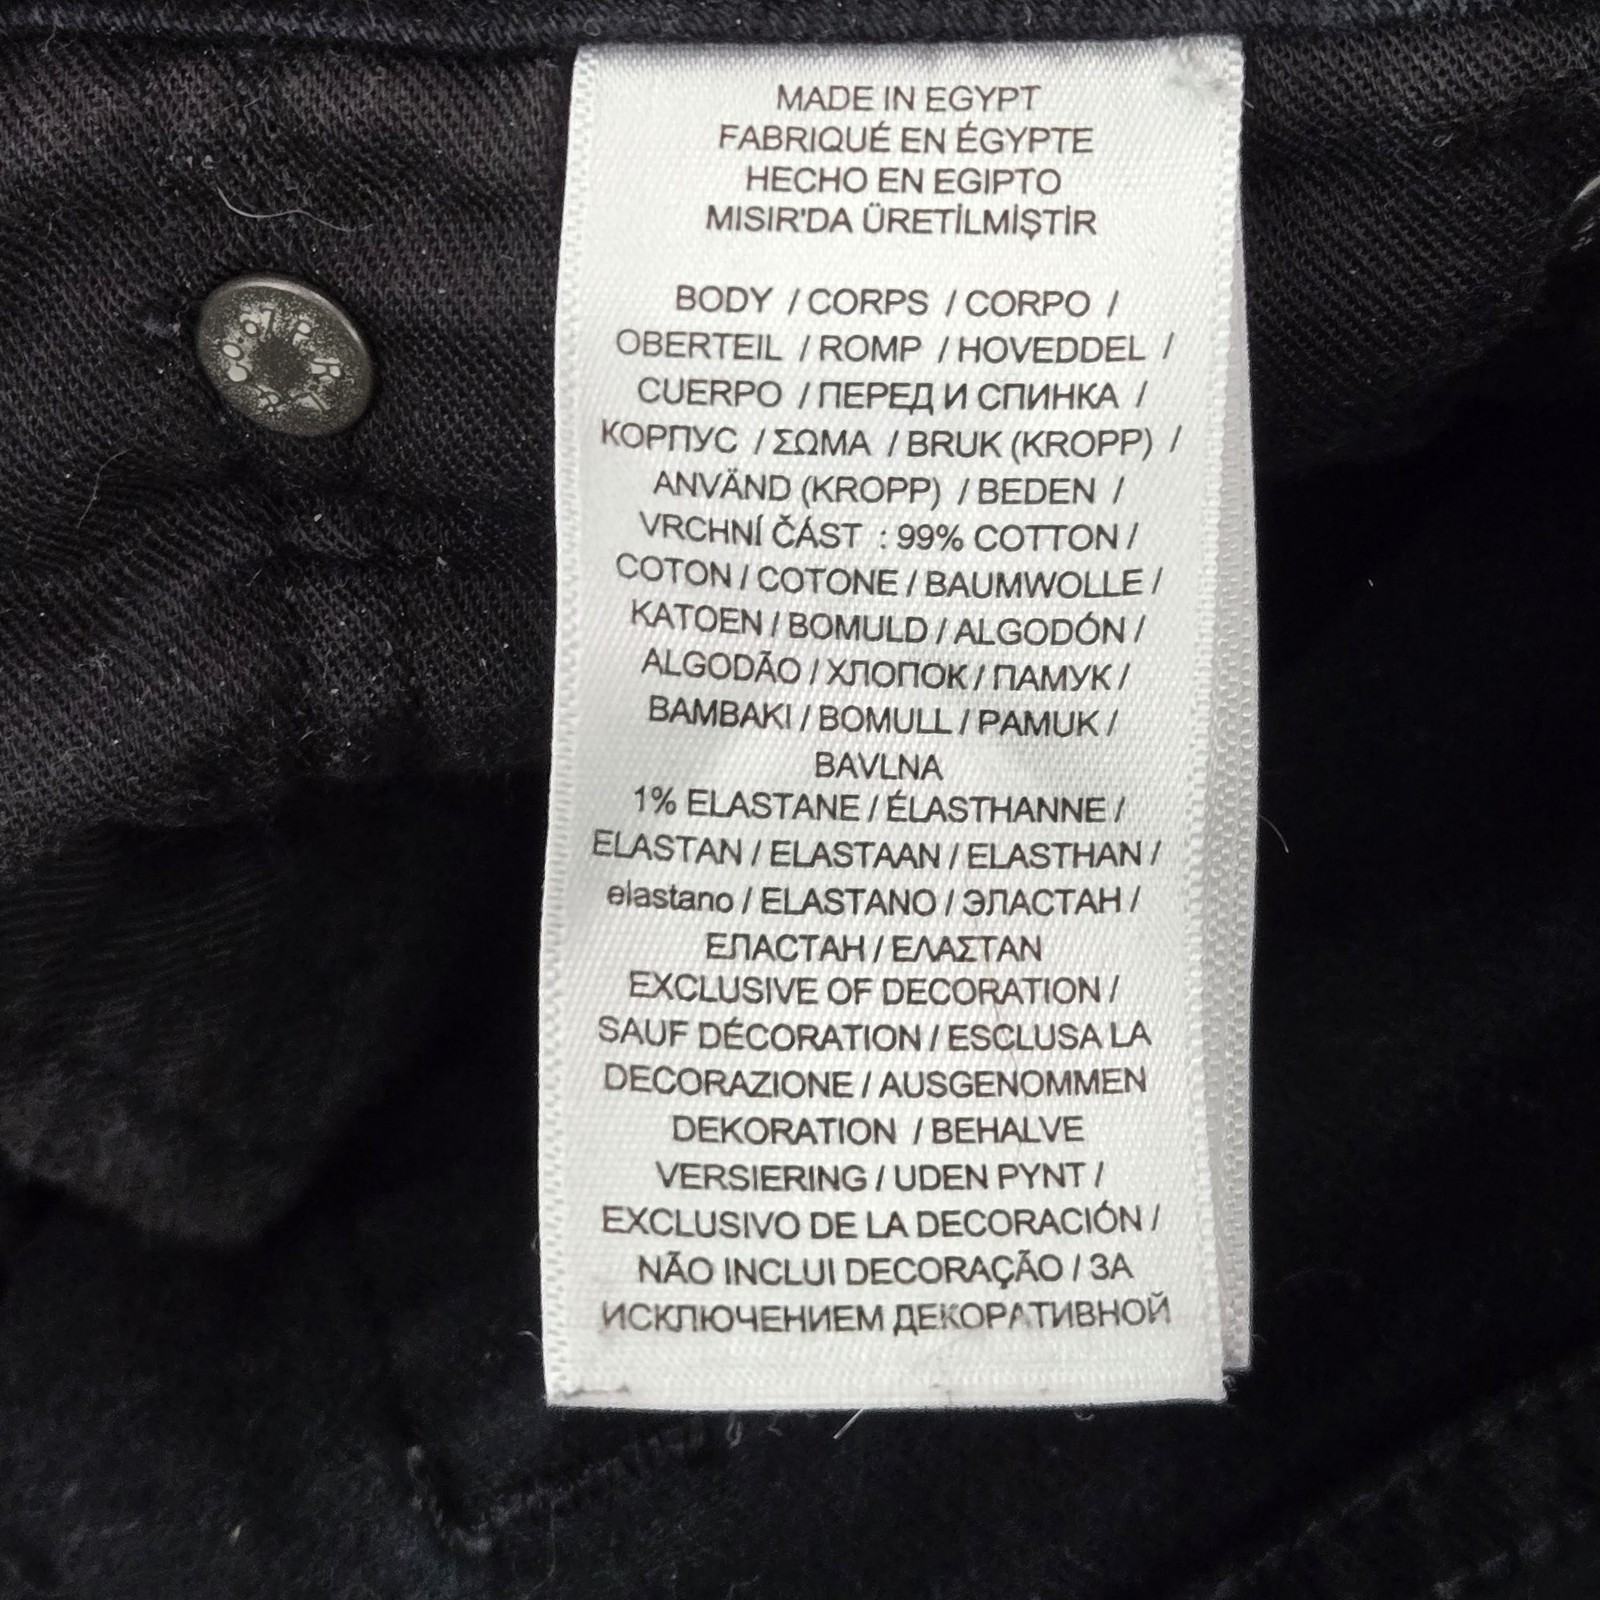 MADE IN EGYPT
FABRIQUÉ EN ÉGYPTE
HECHO EN EGIPTO
MISIR'DA ÜRETİLMİŞTİR
BODY / CORPS / CORPO /
OBERTEIL / ROMP / HOVEDDEL /
CUERPO / ПЕРЕД И СПИНКА /
КОРПУС / ΣΩΜΑ / BRUK (KROPP) /
ANVÄND (KROPP) / BEDEN /
VRCHNÍ ČÁST : 99% COTTON /
COTON / COTONE / BAUMWOLLE /
KATOEN / BOMULD / ALGODÓN /
ALGODÃO / ХЛОПОК / ПАМУК /
BAMBAKI / BOMULL / PAMUK /
BAVLNA
1% ELASTANE / ÉLASTHANNE /
ELASTAN / ELASTAAN / ELASTHAN /
elastano / ELASTANO / ЭЛАСТАН /
ЕЛАСТАН / ΕΛΑΣΤΑΝ
EXCLUSIVE OF DECORATION /
SAUF DÉCORATION / ESCLUSA LA
DECORAZIONE / AUSGENOMMEN
DEKORATION / BEHALVE
VERSIERING / UDEN PYNT /
EXCLUSIVO DE LA DECORACIÓN /
NÃO INCLUI DECORAÇÃO / ЗА
ИСКЛЮЧЕНИЕМ ДЕКОРАТИВНОЙ